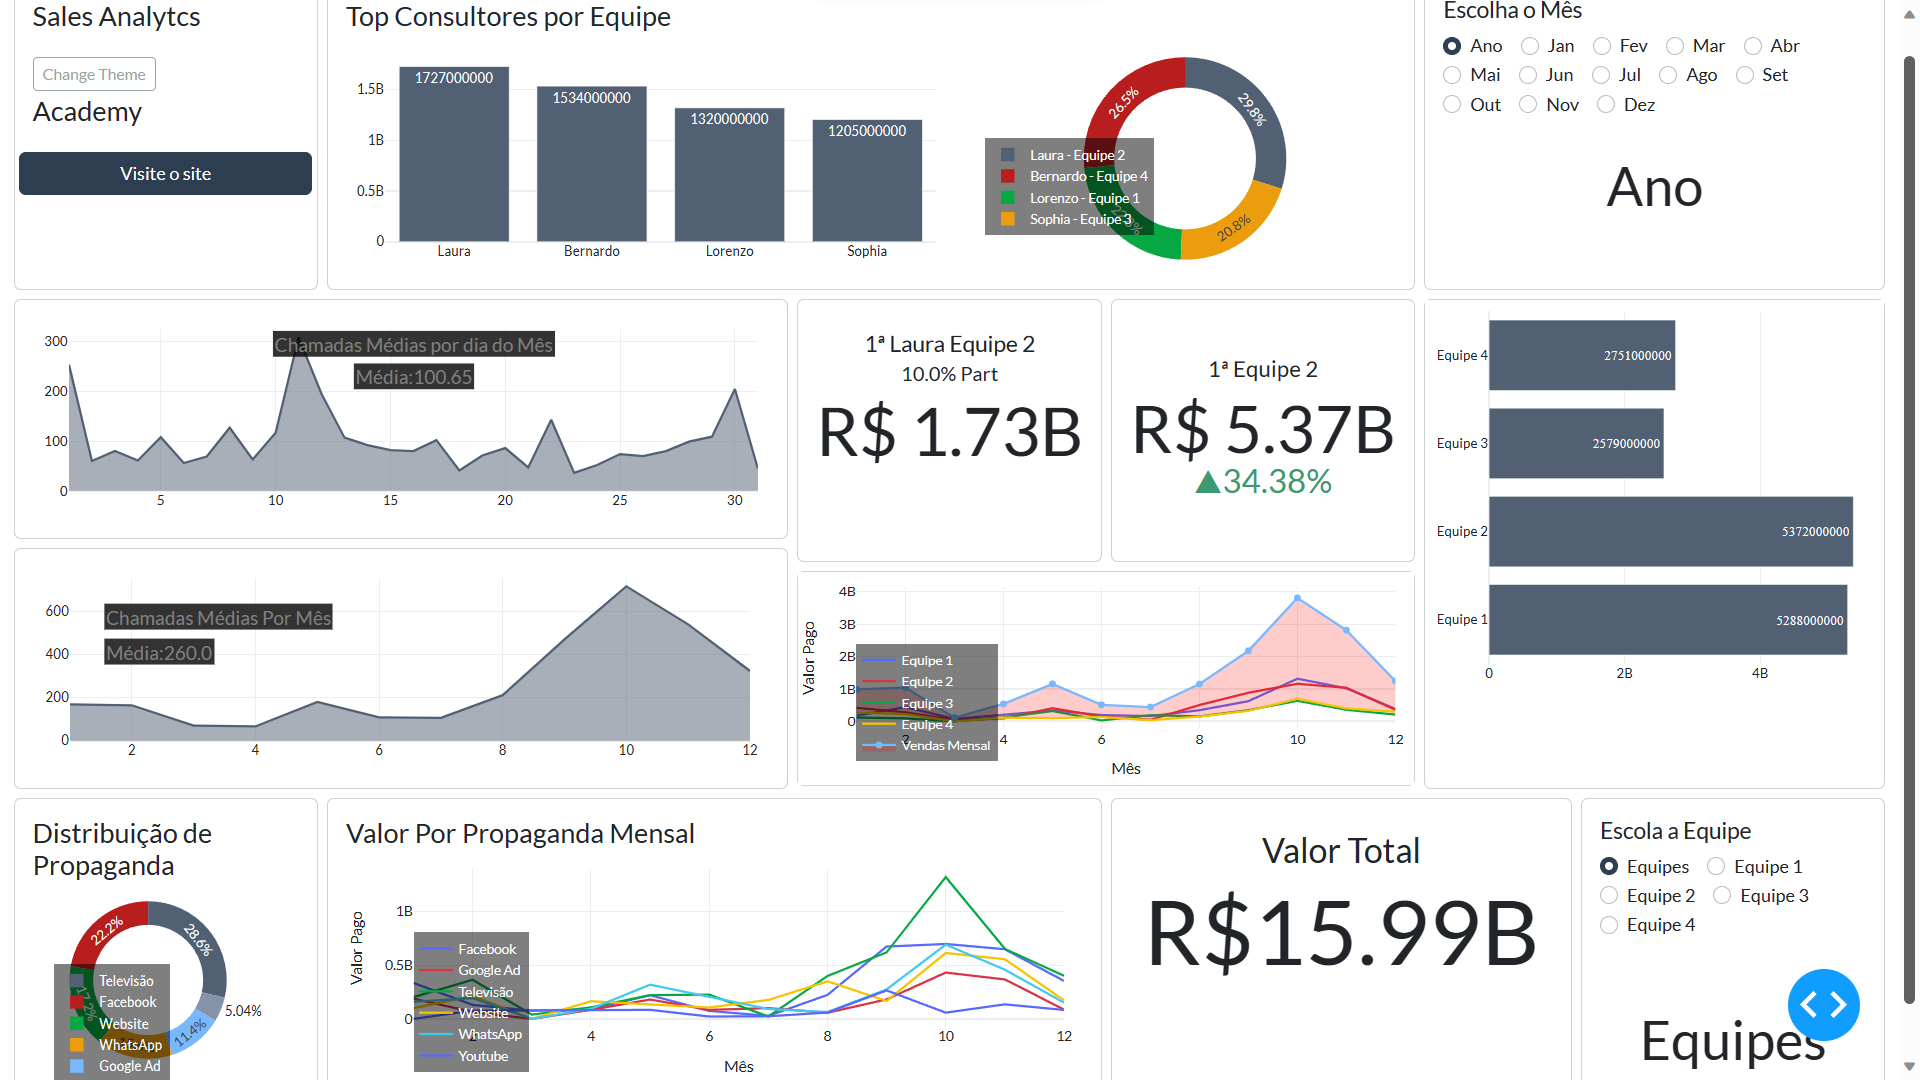 Sales Analytcs
Change Theme
Academy
Visite o site
Top Consultores por Equipe
1.5B
1B
0.5B
0
1727000000
1534000000
1320000000
1205000000
Laura
Bernardo
Lorenzo
Sophia
26.5%
29.8%
20.8%
Laura - Equipe 2
Bernardo - Equipe 4
Lorenzo - Equipe 1
Sophia - Equipe 3
Escolha o Mês
Ano Jan Fev Mar Abr
Mai Jun Jul Ago Set
Out Nov Dez
Ano
300
200
100
0
Chamadas Médias por dia do Mês
Média:100.65
5 10 15 20 25 30
1ª Laura Equipe 2
10.0% Part
R$ 1.73B
1ª Equipe 2
R$ 5.37B
▲34.38%
Equipe 4 2751000000
Equipe 3 2579000000
Equipe 2 5372000000
Equipe 1 5288000000
0 2B 4B
600
400
200
0
Chamadas Médias Por Mês
Média:260.0
2 4 6 8 10 12
Valor Pago
4B
3B
2B
1B
0
Equipe 1
Equipe 2
Equipe 3
Equipe 4
Vendas Mensal
2 4 6 8 10 12
Mês
Distribuição de
Propaganda
22.2%
28.6%
17.2%
5.04%
11.4%
Televisão
Facebook
Website
WhatsApp
Google Ad
Valor Por Propaganda Mensal
Valor Pago
1B
0.5B
0
Facebook
Google Ad
Televisão
Website
WhatsApp
Youtube
2 4 6 8 10 12
Mês
Valor Total
R$15.99B
Escola a Equipe
Equipes Equipe 1
Equipe 2 Equipe 3
Equipe 4
Equipes